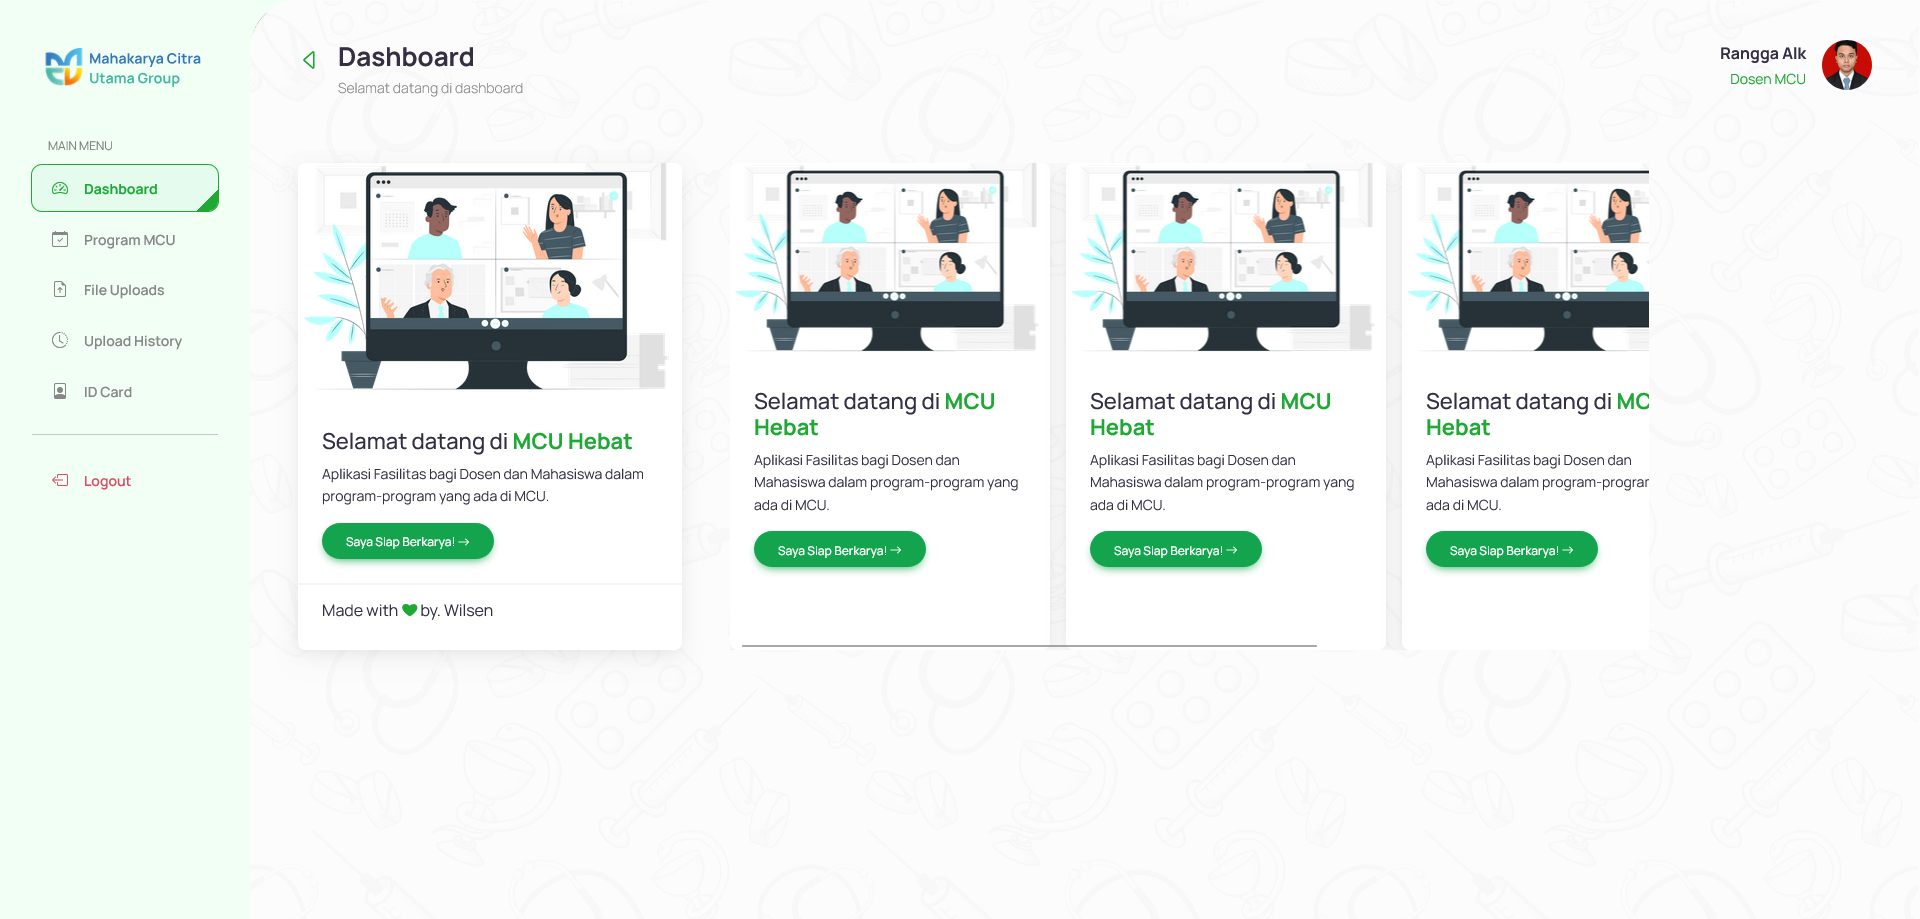 Mahakarya Citra
Utama Group
MAIN MENU
Dashboard
Program MCU
File Uploads
Upload History
ID Card
Logout
Dashboard
Selamat datang di dashboard
Rangga Alk
Dosen MCU
Selamat datang di MCU Hebat
Aplikasi Fasilitas bagi Dosen dan Mahasiswa dalam
program-program yang ada di MCU.
Saya Siap Berkarya! →
Made with 💚 by. Wilsen
Selamat datang di MCU
Hebat
Aplikasi Fasilitas bagi Dosen dan
Mahasiswa dalam program-program yang
ada di MCU.
Saya Siap Berkarya! →
Selamat datang di MCU
Hebat
Aplikasi Fasilitas bagi Dosen dan
Mahasiswa dalam program-program yang
ada di MCU.
Saya Siap Berkarya! →
Selamat datang di MC
Hebat
Aplikasi Fasilitas bagi Dosen dan
Mahasiswa dalam program-program
ada di MCU.
Saya Siap Berkarya! →